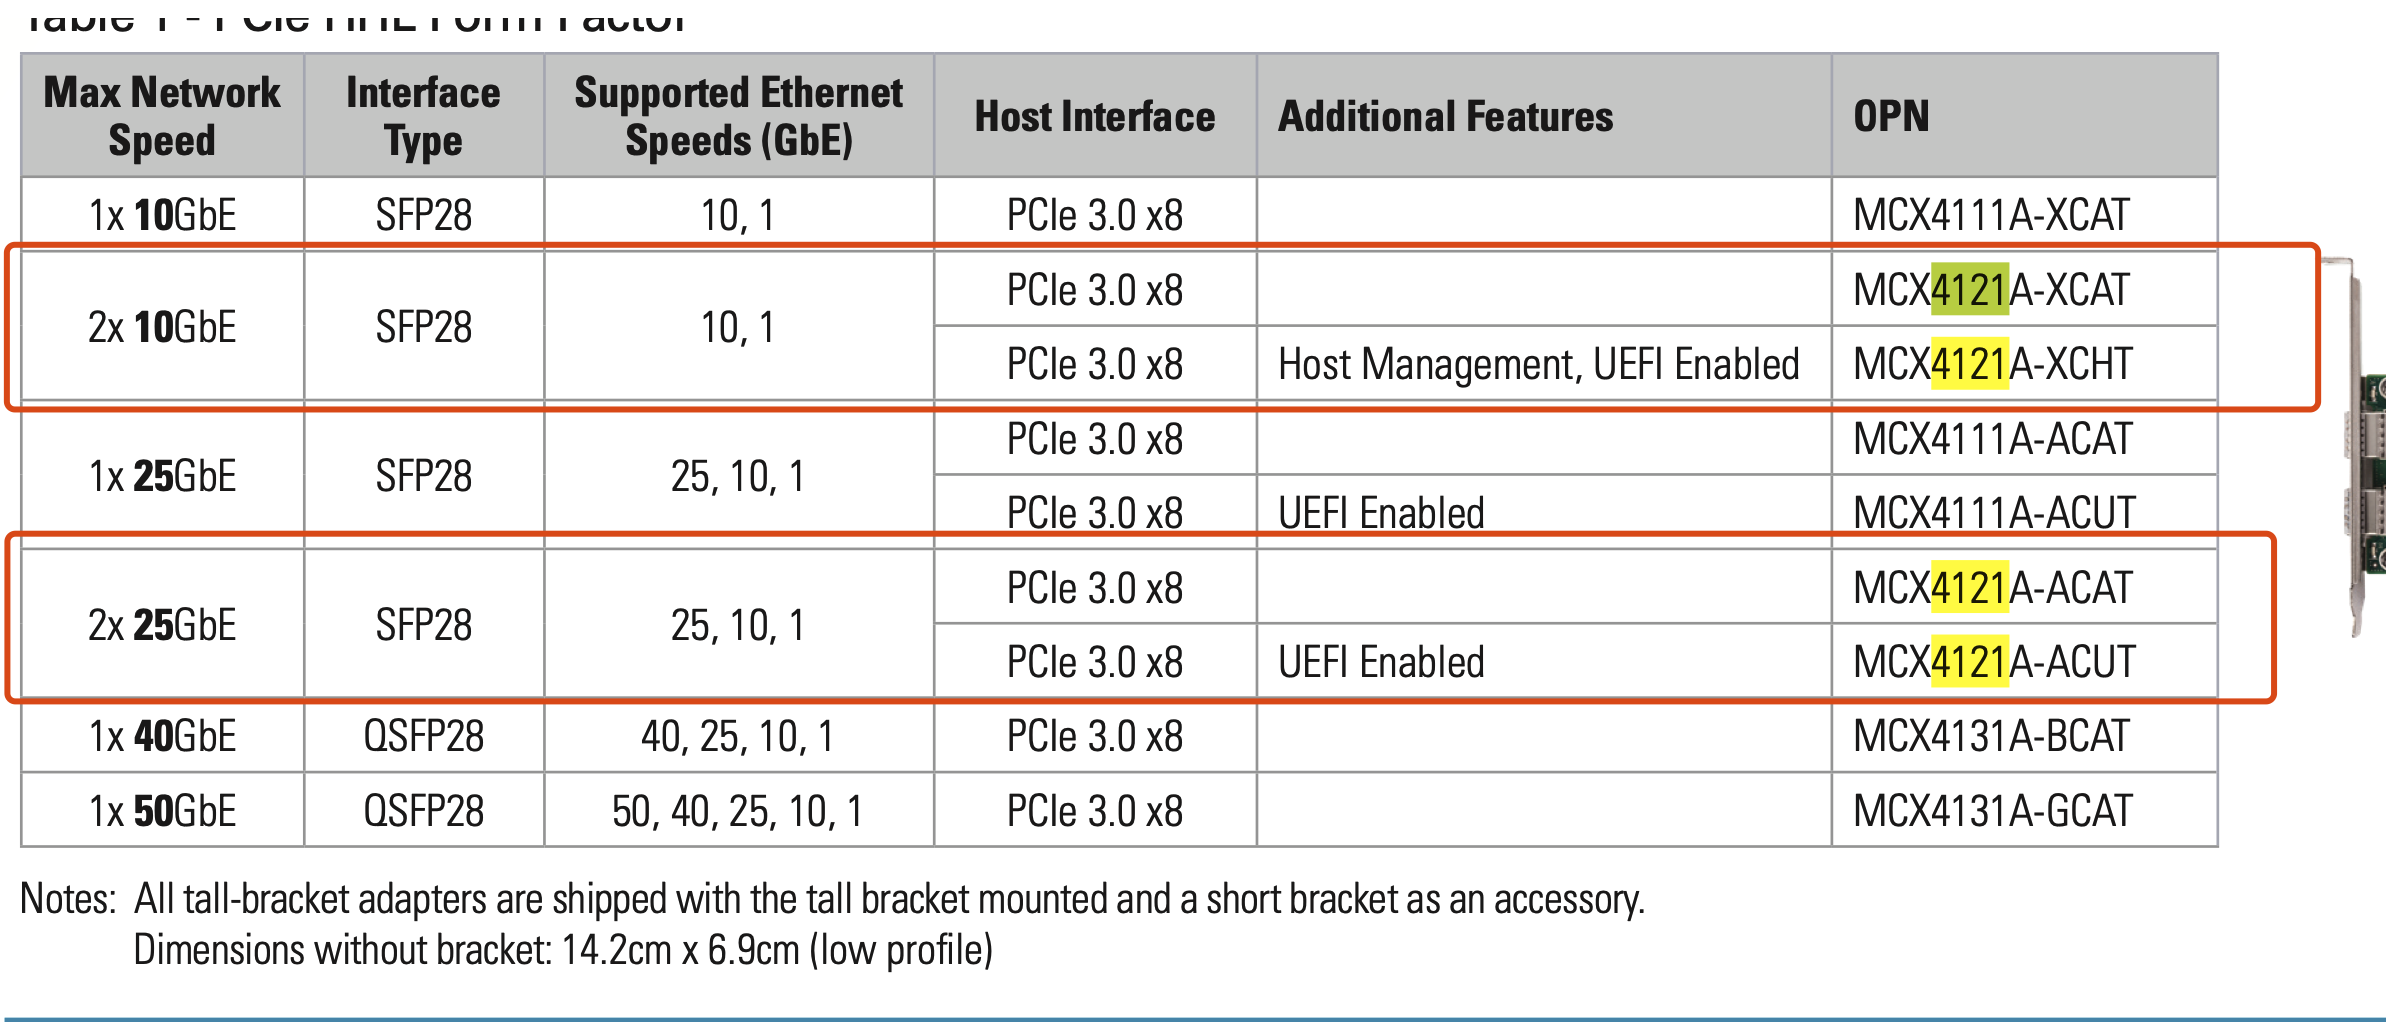 Table 1 - PCIe HHL Form Factor
Max Network Speed	Interface Type	Supported Ethernet Speeds (GbE)	Host Interface	Additional Features	OPN
1x 10GbE	SFP28	10, 1	PCIe 3.0 x8		MCX4111A-XCAT
2x 10GbE	SFP28	10, 1	PCIe 3.0 x8		MCX4121A-XCAT
PCIe 3.0 x8	Host Management, UEFI Enabled	MCX4121A-XCHT
1x 25GbE	SFP28	25, 10, 1	PCIe 3.0 x8		MCX4111A-ACAT
PCIe 3.0 x8	UEFI Enabled	MCX4111A-ACUT
2x 25GbE	SFP28	25, 10, 1	PCIe 3.0 x8		MCX4121A-ACAT
PCIe 3.0 x8	UEFI Enabled	MCX4121A-ACUT
1x 40GbE	QSFP28	40, 25, 10, 1	PCIe 3.0 x8		MCX4131A-BCAT
1x 50GbE	QSFP28	50, 40, 25, 10, 1	PCIe 3.0 x8		MCX4131A-GCAT
Notes: All tall-bracket adapters are shipped with the tall bracket mounted and a short bracket as an accessory.
Dimensions without bracket: 14.2cm x 6.9cm (low profile)